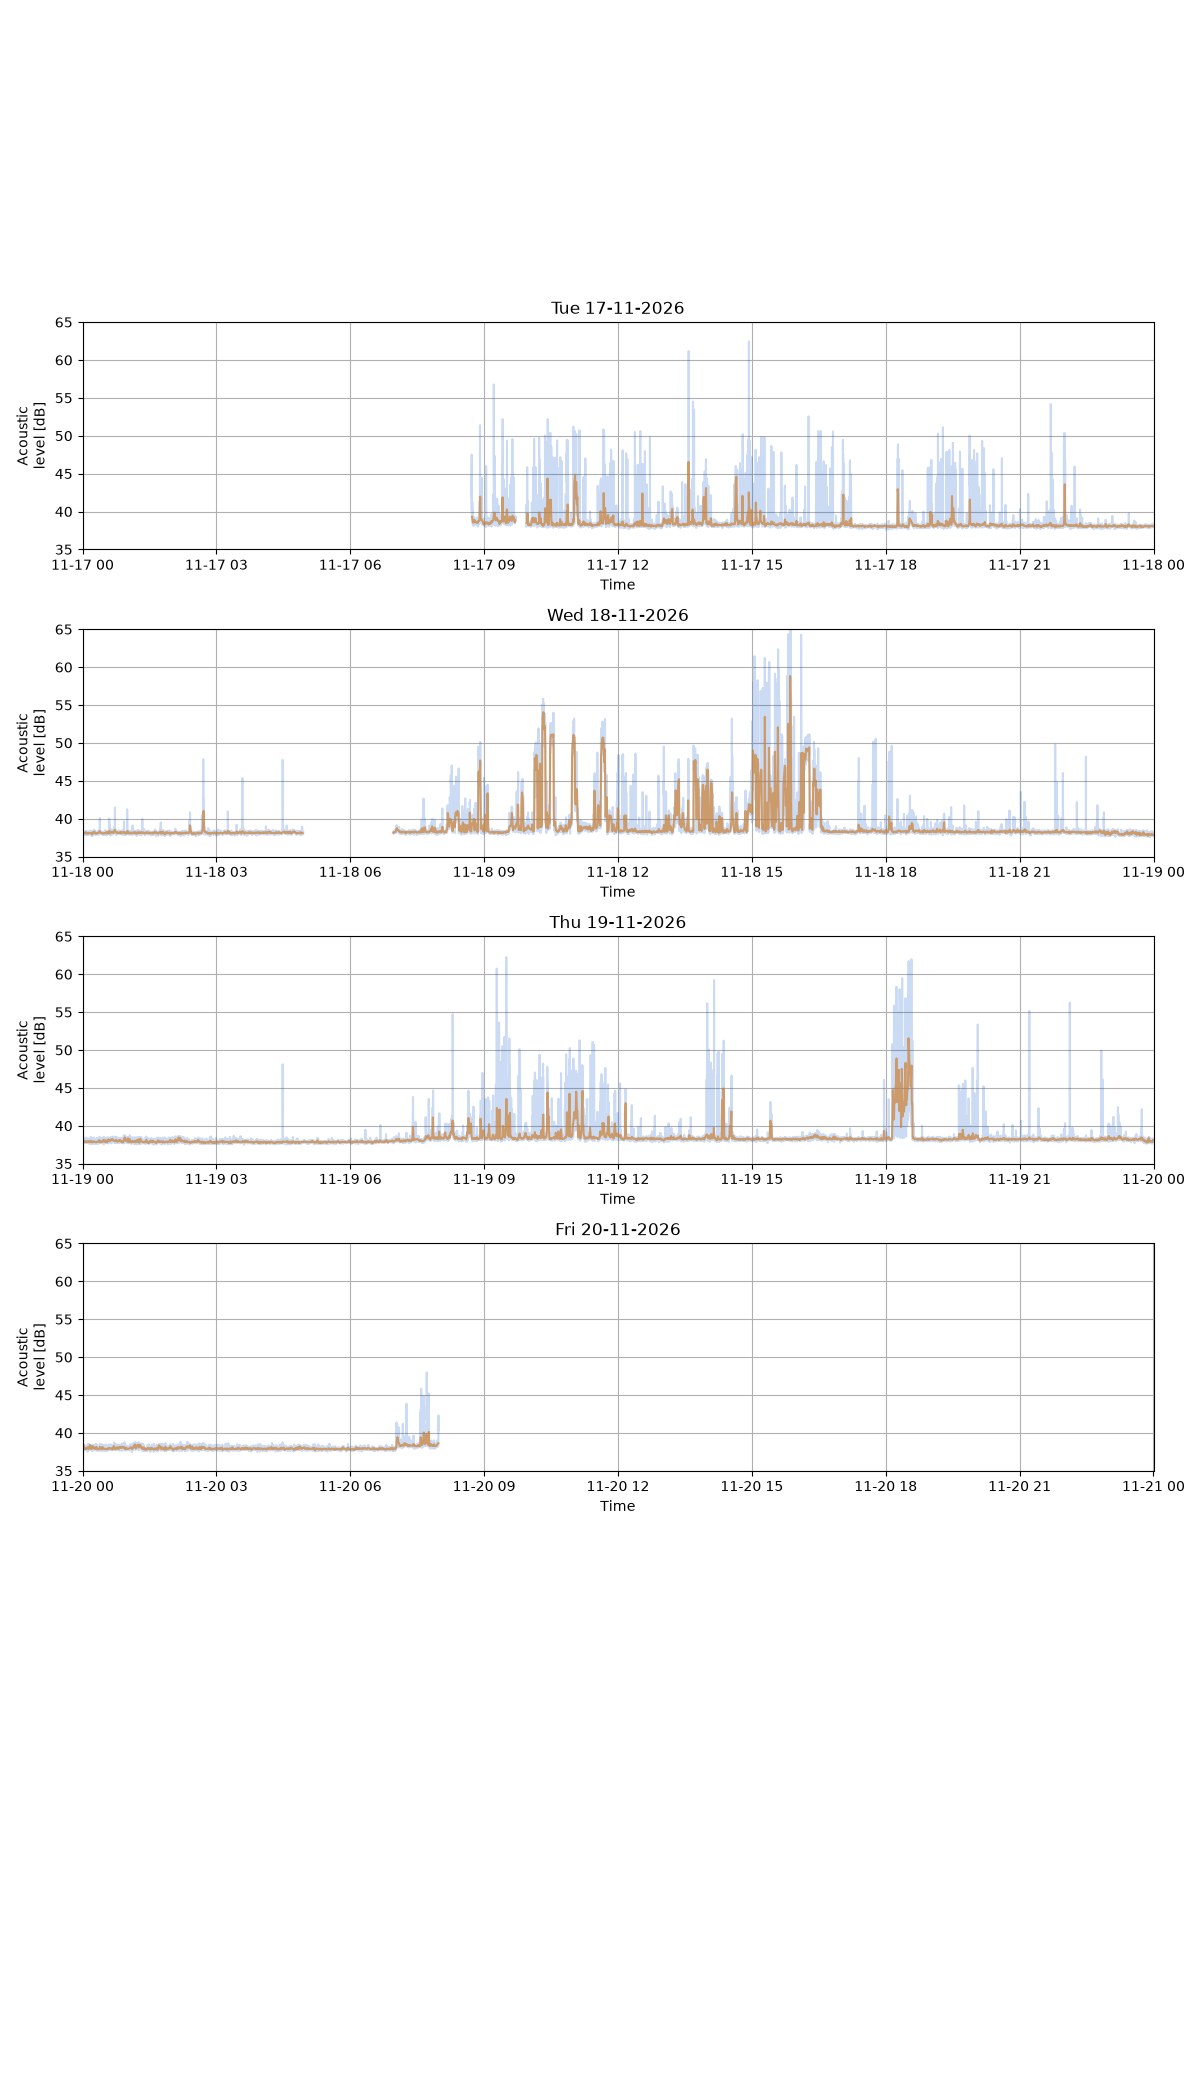 Tue 17-11-2026
65
60
55
50
45
40
35
Acoustic
level [dB]
11-17 00 11-17 03 11-17 06 11-17 09 11-17 12 11-17 15 11-17 18 11-17 21 11-18 00
Time
Wed 18-11-2026
65
60
55
50
45
40
35
Acoustic
level [dB]
11-18 00 11-18 03 11-18 06 11-18 09 11-18 12 11-18 15 11-18 18 11-18 21 11-19 00
Time
Thu 19-11-2026
65
60
55
50
45
40
35
Acoustic
level [dB]
11-19 00 11-19 03 11-19 06 11-19 09 11-19 12 11-19 15 11-19 18 11-19 21 11-20 00
Time
Fri 20-11-2026
65
60
55
50
45
40
35
Acoustic
level [dB]
11-20 00 11-20 03 11-20 06 11-20 09 11-20 12 11-20 15 11-20 18 11-20 21 11-21 00
Time